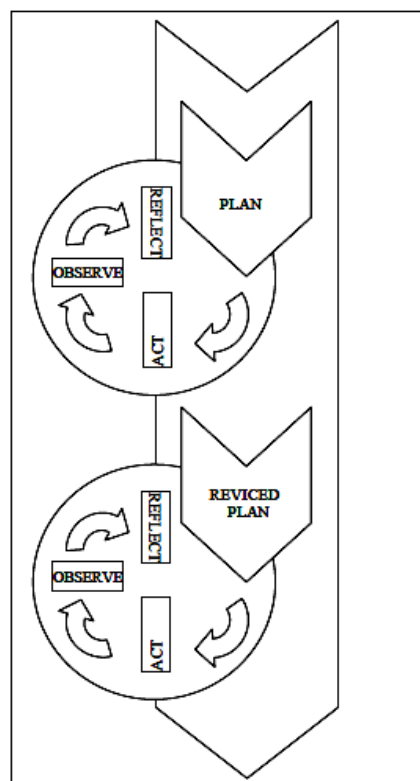 PLAN
REFLECT
OBSERVE
ACT
REVICED
PLAN
REFLECT
OBSERVE
ACT